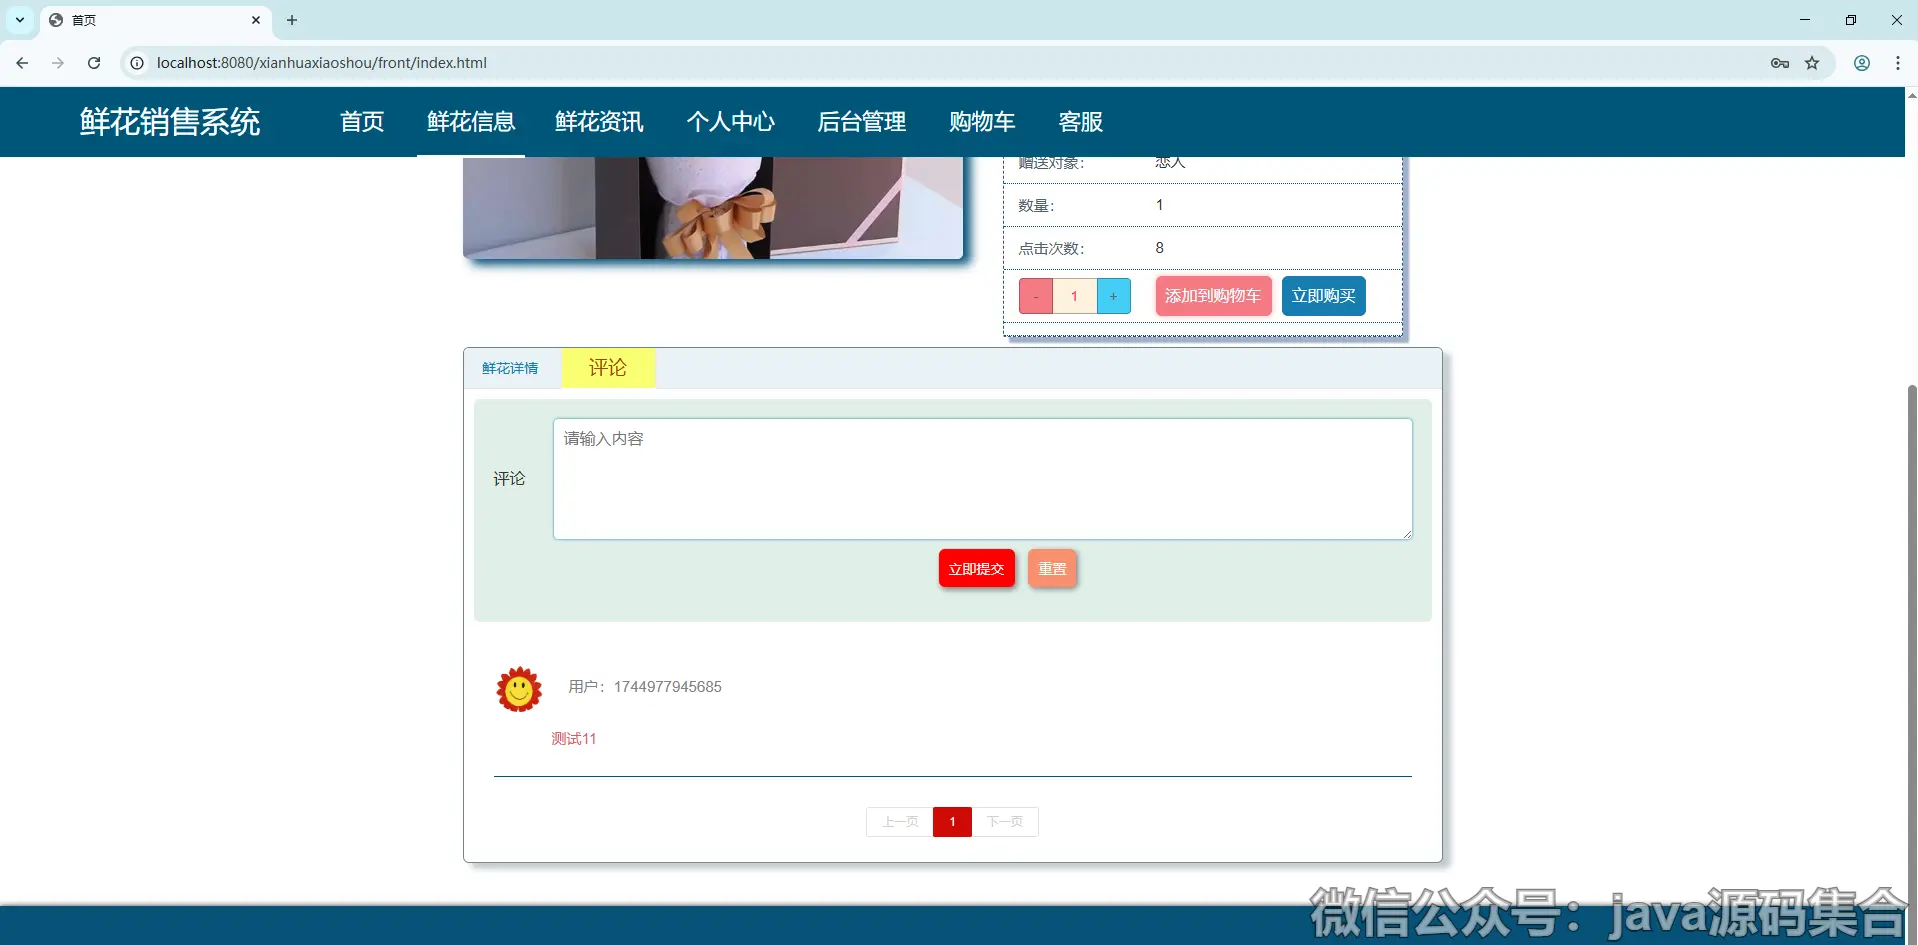 首页
localhost:8080/xianhuaxiaoshou/front/index.html
鲜花销售系统 首页 鲜花信息 鲜花资讯 个人中心 后台管理 购物车 客服
赠送对象： 恋人
数量： 1
点击次数： 8
- 1 + 添加到购物车 立即购买
鲜花详情 评论
请输入内容
评论
立即提交 重置
用户：1744977945685
测试11
上一页 1 下一页
微信公众号：java源码集合